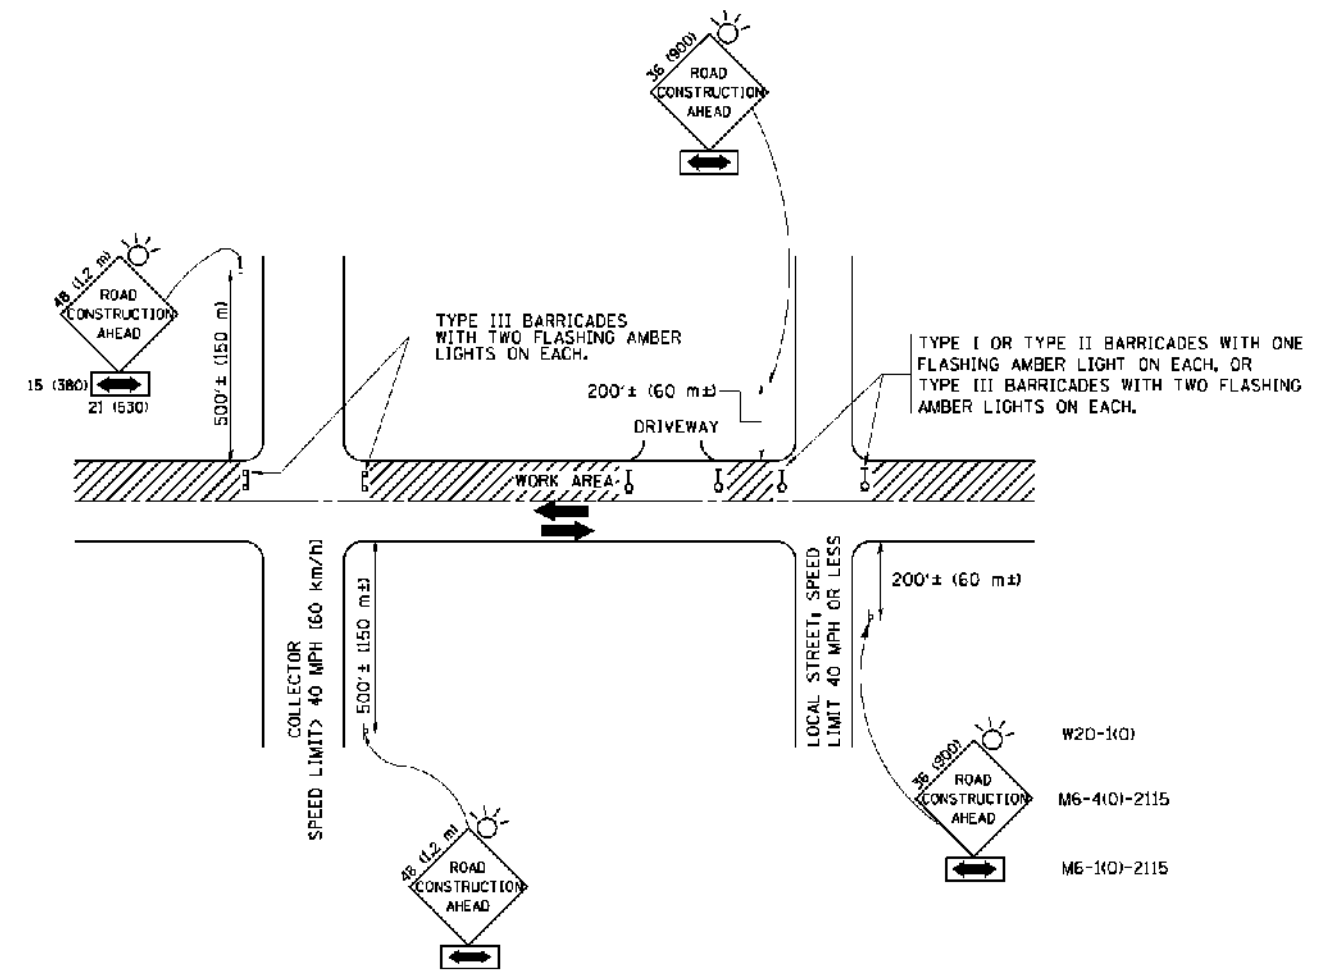 36 (900)
ROAD
CONSTRUCTION
AHEAD
48 (1.2 m)
ROAD
CONSTRUCTION
AHEAD
15 (380)
21 (530)
500'± (150 m)
TYPE III BARRICADES
WITH TWO FLASHING AMBER
LIGHTS ON EACH.
200'± (60 m±)
DRIVEWAY
TYPE I OR TYPE II BARRICADES WITH ONE
FLASHING AMBER LIGHT ON EACH, OR
TYPE III BARRICADES WITH TWO FLASHING
AMBER LIGHTS ON EACH.
WORK AREA
COLLECTOR
SPEED LIMIT> 40 MPH (60 km/h)
500'± (150 m±)
LOCAL STREET; SPEED
LIMIT 40 MPH OR LESS
200'± (60 m±)
36 (900)
ROAD
CONSTRUCTION
AHEAD
W20-1(O)
M6-4(O)-2115
M6-1(O)-2115
48 (1.2 m)
ROAD
CONSTRUCTION
AHEAD